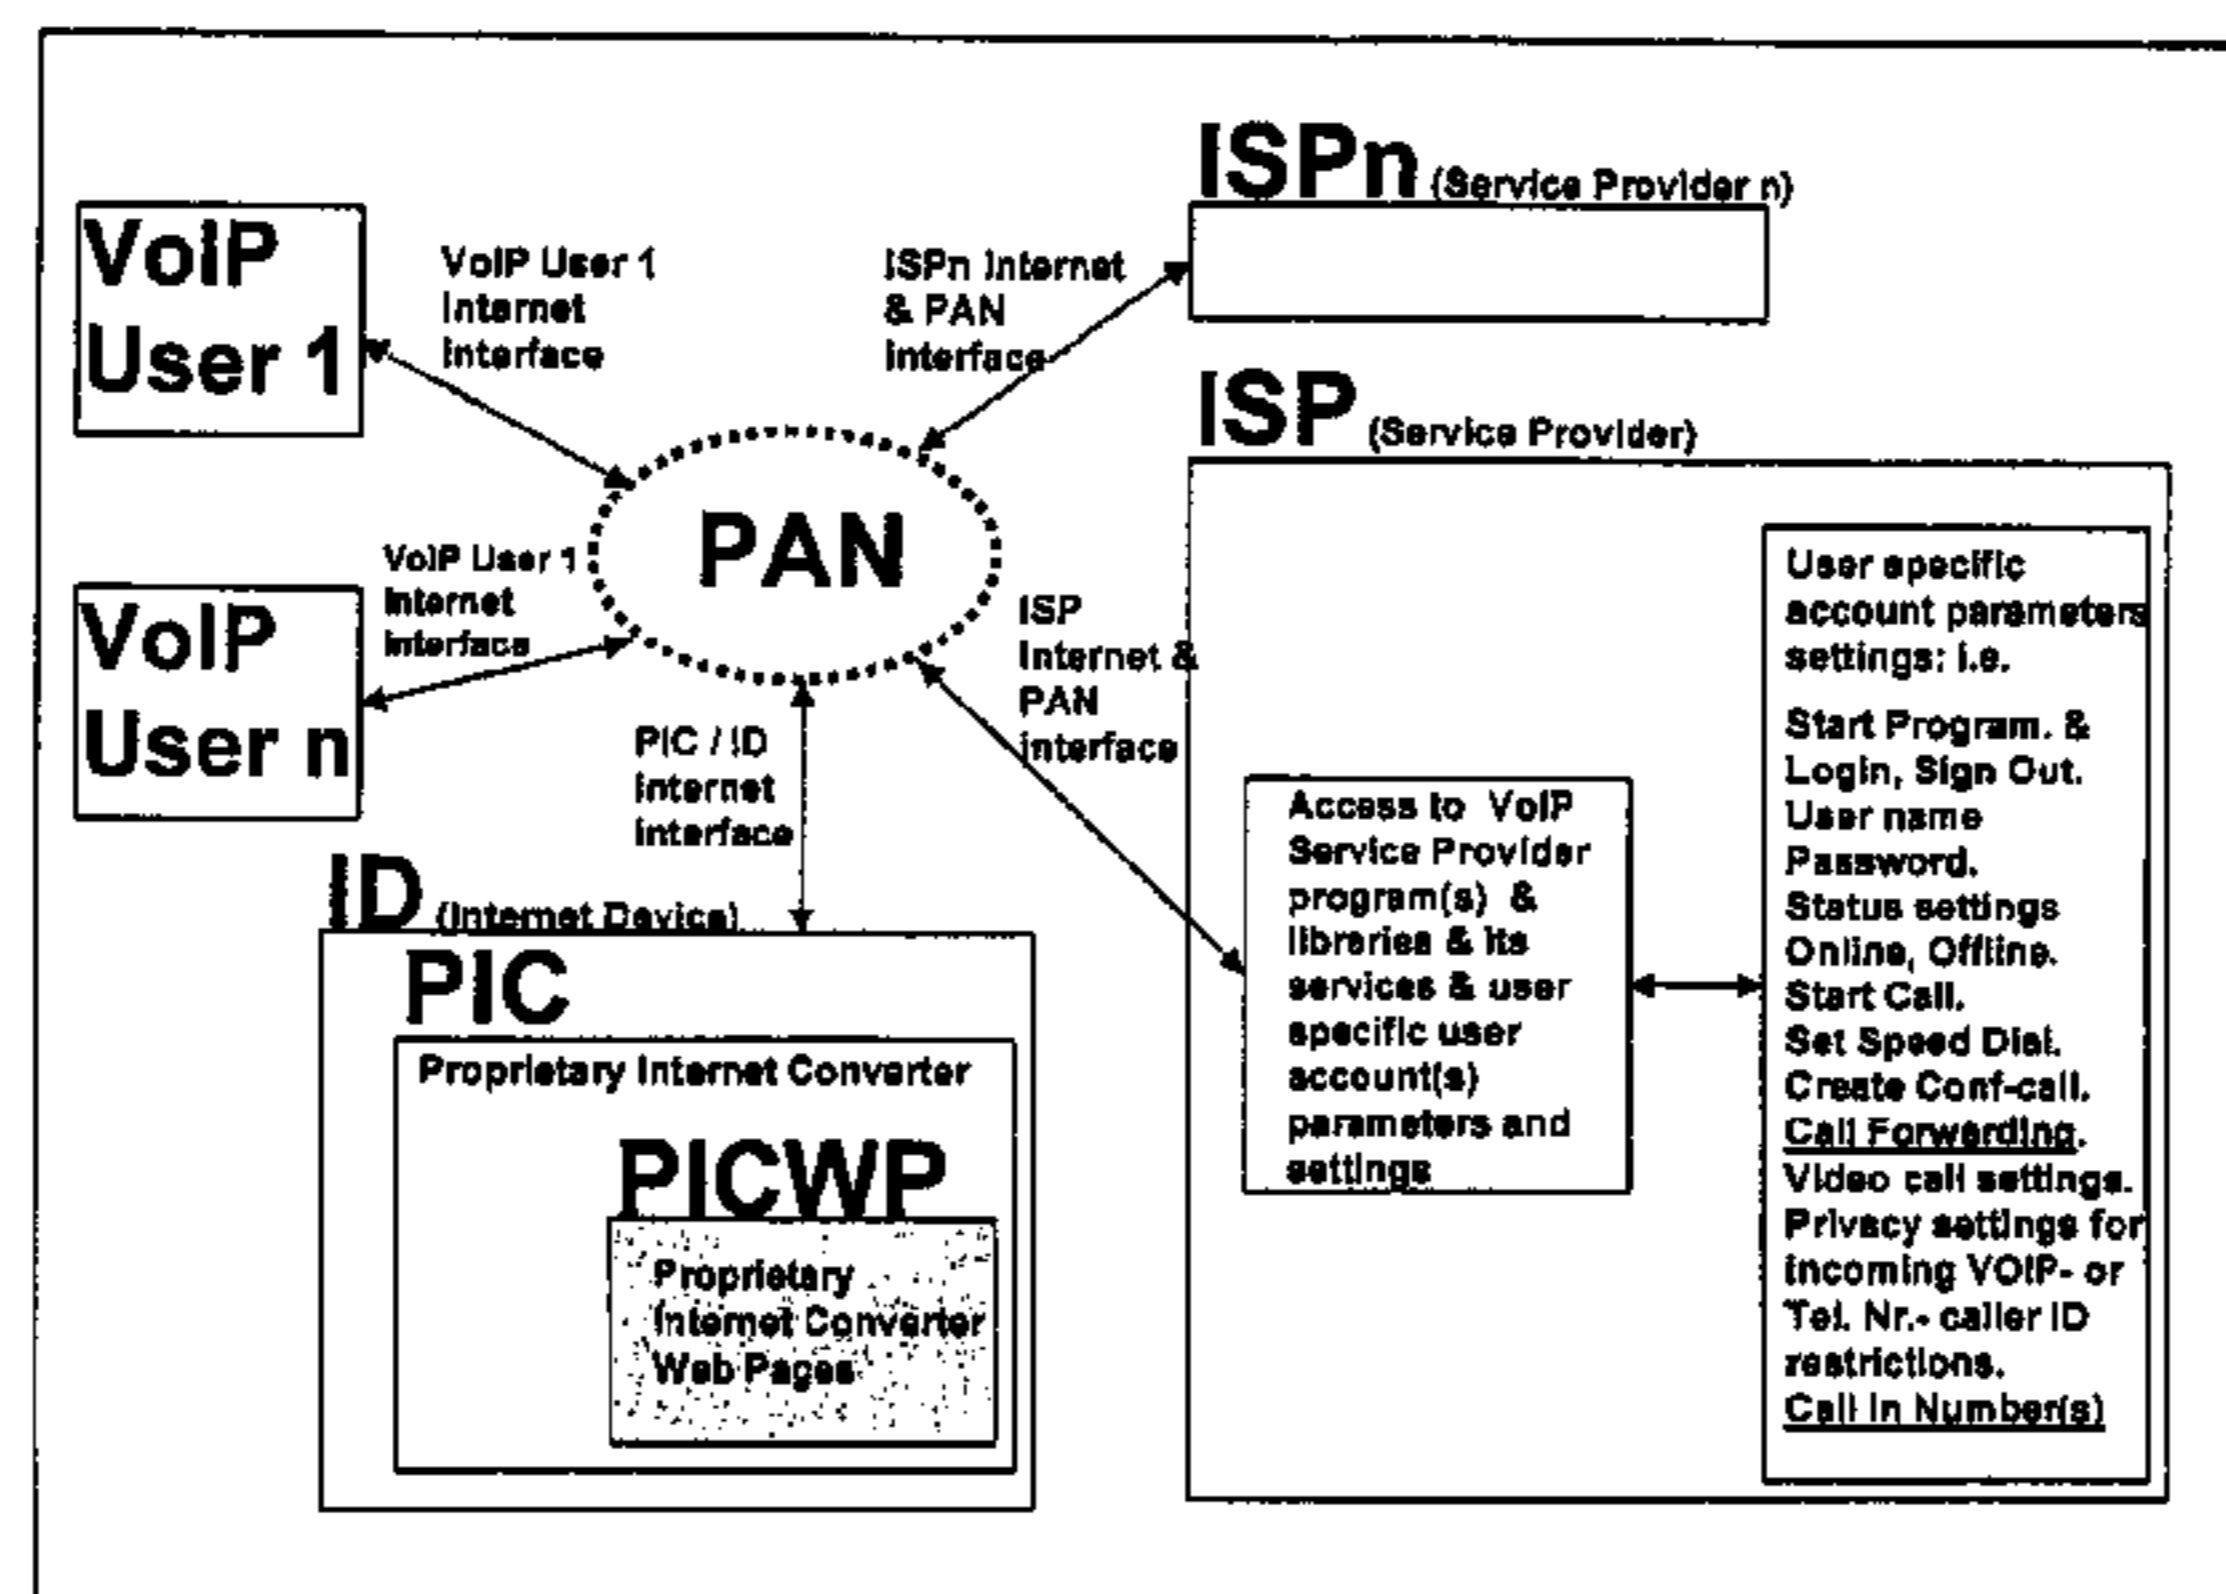 ISPn (Service Provider n)
VoIP
User 1
VoIP User 1
Internet
Interface
ISPn Internet
& PAN
interface
ISP (Service Provider)
PAN
VoIP User 1
Internet
interface
VoIP
User n
ISP
Internet &
PAN
interface
PIC / ID
Internet
interface
ID (Internet Device)
PIC
Proprietary Internet Converter
PICWP
Proprietary
Internet Converter
Web Pages
Access to VoIP
Service Provider
program(s) &
libreries & its
services & user
specific user
account(s)
parameters and
settings
User specific
account parameters
settings: i.e.
Start Program. &
Login, Sign Out.
User name
Password.
Status settings
Online, Offline.
Start Call.
Set Speed Dial.
Create Conf-call.
Call Forwarding.
Video call settings.
Privacy settings for
incoming VOIP- or
Tel. Nr.- caller ID
restrictions.
Call in Number(s)